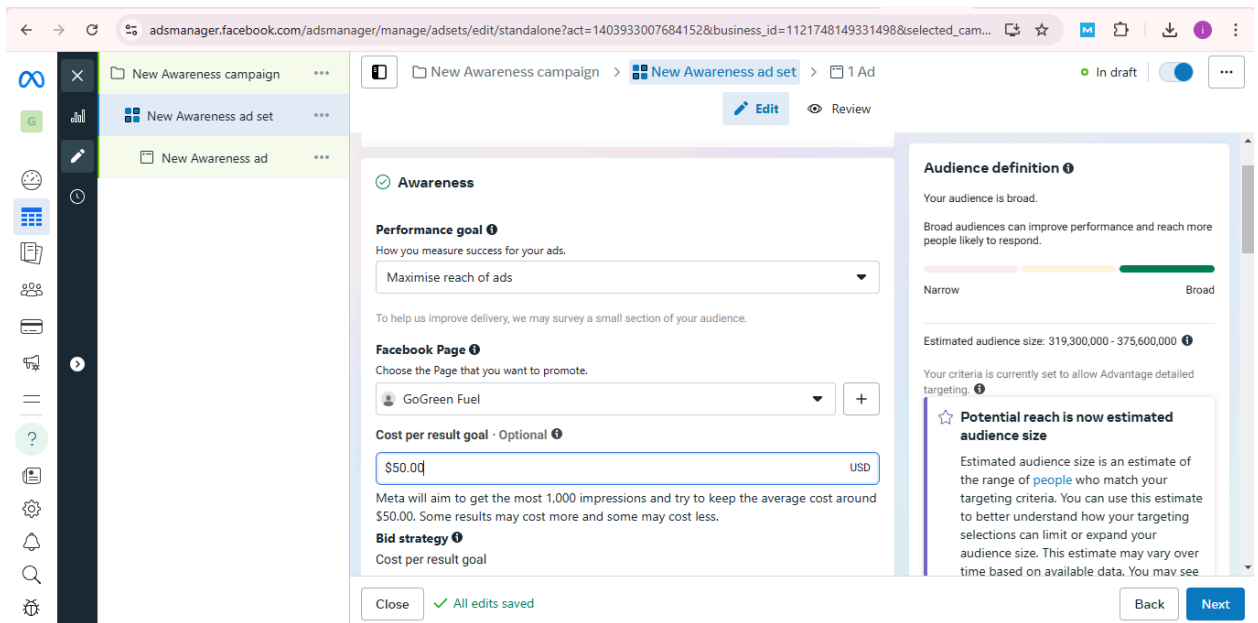 adsmanager.facebook.com/adsmanager/manage/adsets/edit/standalone?act=1403933007684152&business_id=1121748149331498&selected_cam...
M
i
G
?
New Awareness campaign
New Awareness ad set
New Awareness ad
New Awareness campaign > New Awareness ad set > 1 Ad
In draft
Edit
Review
Awareness
Performance goal
How you measure success for your ads.
Maximise reach of ads
To help us improve delivery, we may survey a small section of your audience.
Facebook Page
Choose the Page that you want to promote.
GoGreen Fuel
+
Cost per result goal · Optional
$50.00
USD
Meta will aim to get the most 1,000 impressions and try to keep the average cost around
$50.00. Some results may cost more and some may cost less.
Bid strategy
Cost per result goal
Audience definition
Your audience is broad.
Broad audiences can improve performance and reach more
people likely to respond.
Narrow
Broad
Estimated audience size: 319,300,000 - 375,600,000
Your criteria is currently set to allow Advantage detailed
targeting.
Potential reach is now estimated
audience size
Estimated audience size is an estimate of
the range of people who match your
targeting criteria. You can use this estimate
to better understand how your targeting
selections can limit or expand your
audience size. This estimate may vary over
time based on available data. You may see
Close
All edits saved
Back
Next